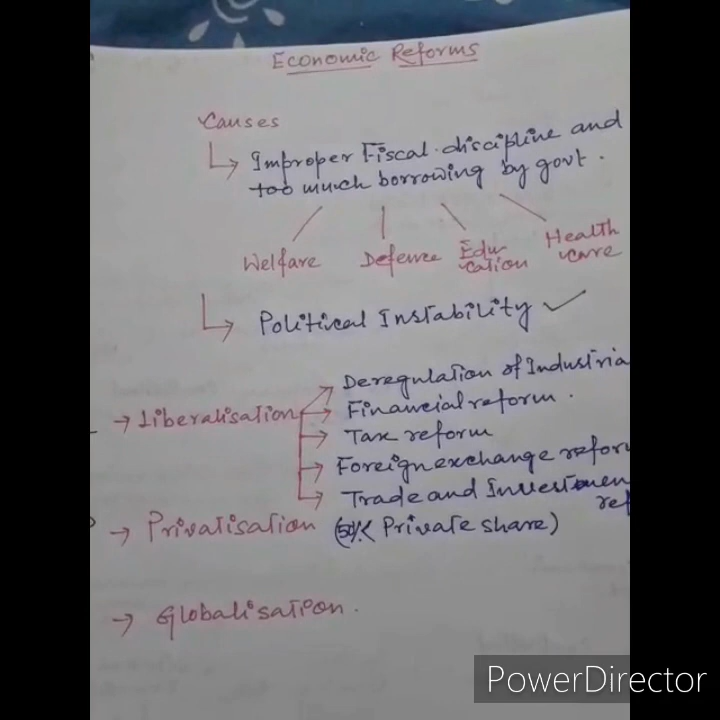 Economic Reforms
Causes
↳ Improper Fiscal discipline and
too much borrowing by govt.
Welfare Defence Edu Health
cation care
↳ Political Instability ✓
Deregulation of Industria
→ Liberalisation → Financial reform.
→ Tax reform
→ Foreign exchange refor
→ Trade and Investmen
ref
→ Privatisation (50%< Private share)
→ Globalisation.
PowerDirector